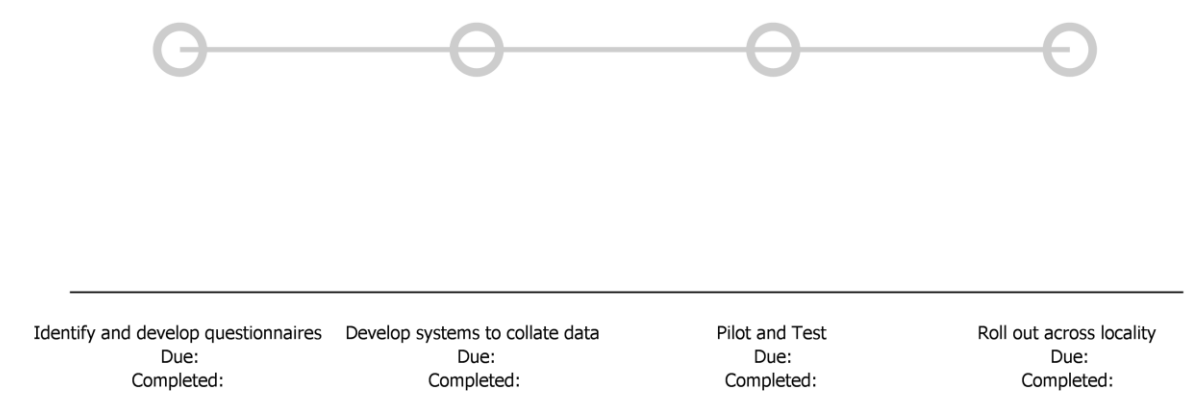 Identify and develop questionnaires
Due:
Completed:
Develop systems to collate data
Due:
Completed:
Pilot and Test
Due:
Completed:
Roll out across locality
Due:
Completed: